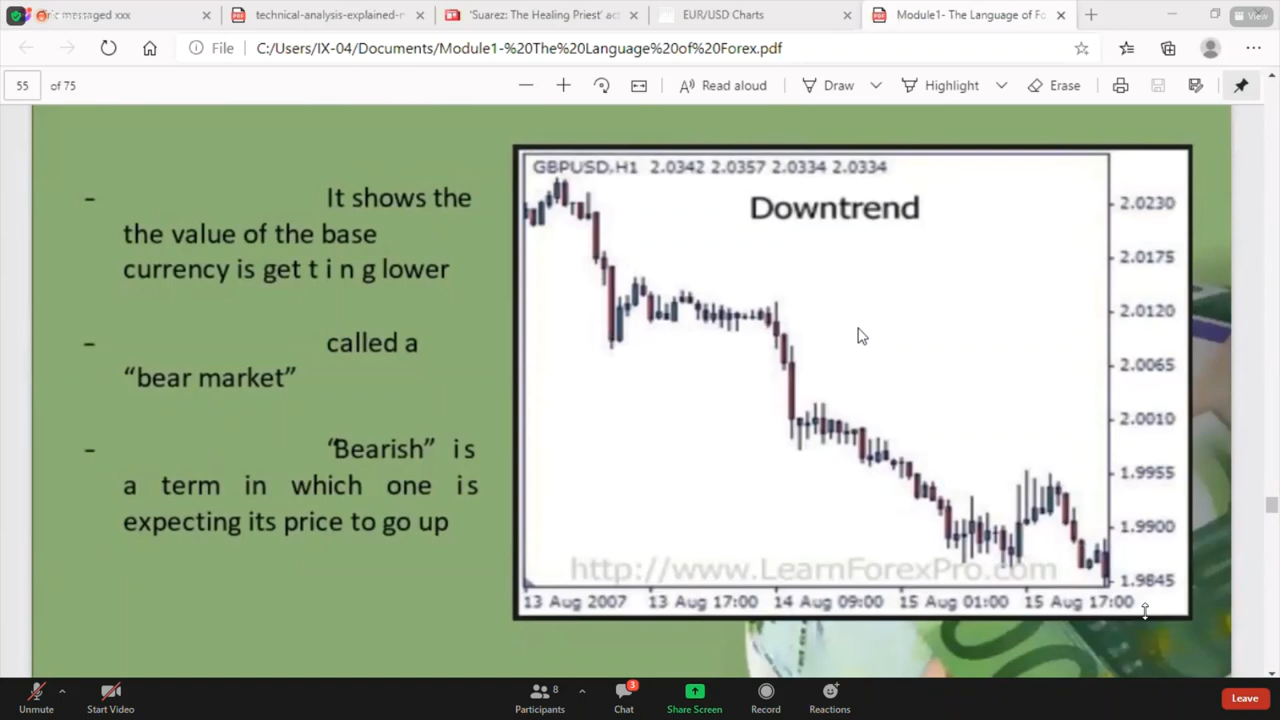 ric messaged xxx
technical-analysis-explained-r
'Suarez: The Healing Priest' ac
EUR/USD Charts
Module1- The Language of Fo
View
File
C:/Users/IX-04/Documents/Module1-%20The%20Language%20of%20Forex.pdf
55 of 75
Read aloud
Draw
Highlight
Erase
- It shows the
the value of the base
currency is get t i n g lower
- called a
“bear market”
- “Bearish” is
a term in which one is
expecting its price to go up
GBPUSD,H1 2.0342 2.0357 2.0334 2.0334
Downtrend
2.0230
2.0175
2.0120
2.0065
2.0010
1.9955
1.9900
1.9845
http://www.LearnForexPro.com
13 Aug 2007 13 Aug 17:00 14 Aug 09:00 15 Aug 01:00 15 Aug 17:00
Unmute
Start Video
8
Participants
3
Chat
Share Screen
Record
Reactions
Leave